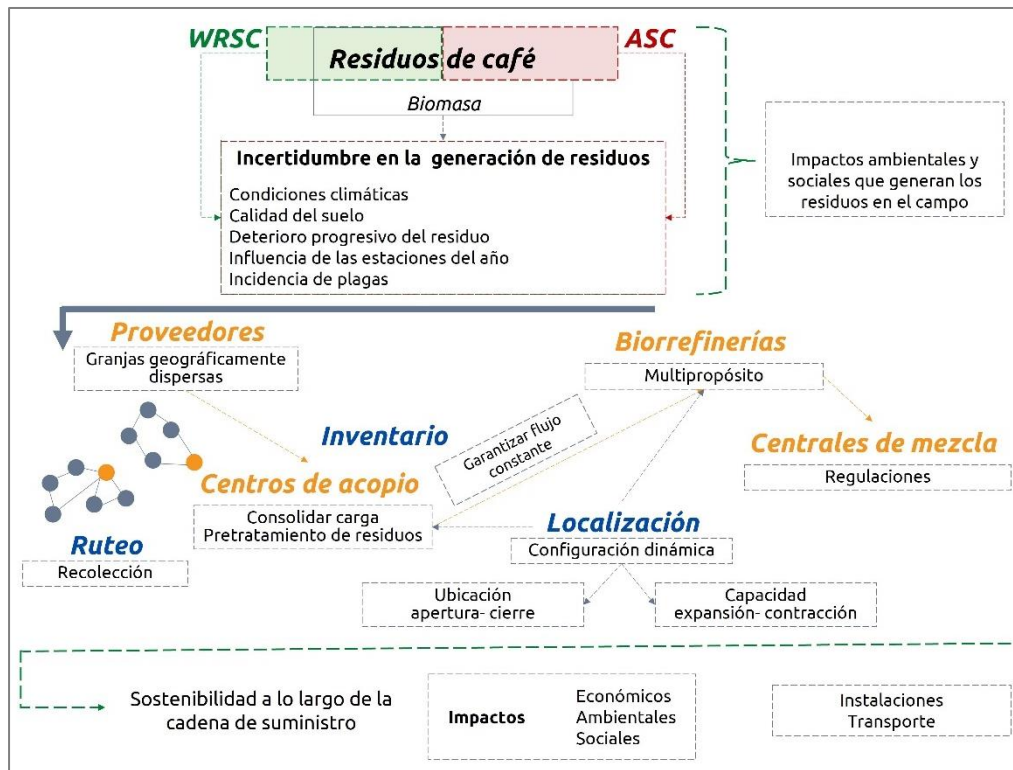 WRSC
Residuos de café
ASC
Biomasa
Incertidumbre en la generación de residuos
Condiciones climáticas
Calidad del suelo
Deterioro progresivo del residuo
Influencia de las estaciones del año
Incidencia de plagas
Impactos ambientales y
sociales que generan los
residuos en el campo
Proveedores
Granjas geográficamente
dispersas
Biorrefinerías
Multipropósito
Inventario
Garantizar flujo
constante
Centrales de mezcla
Regulaciones
Centros de acopio
Consolidar carga
Pretratamiento de residuos
Ruteo
Recolección
Localización
Configuración dinámica
Ubicación
apertura- cierre
Capacidad
expansión- contracción
Sostenibilidad a lo largo de la
cadena de suministro
Impactos
Económicos
Ambientales
Sociales
Instalaciones
Transporte